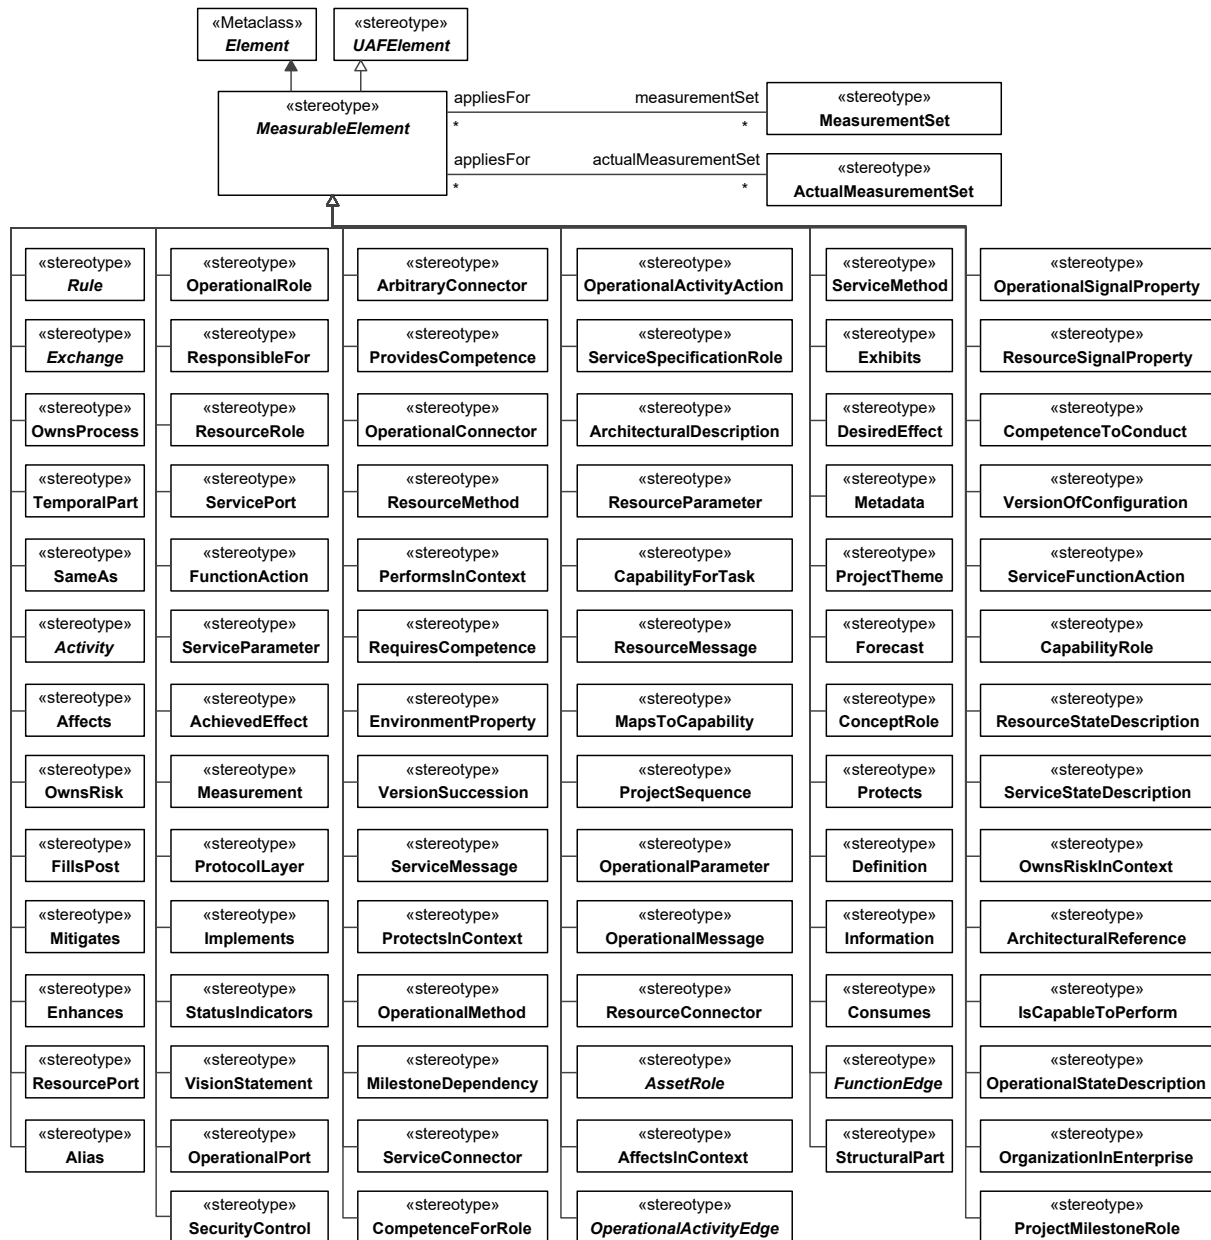 «Metaclass»
Element
«stereotype»
UAFElement
«stereotype»
MeasurableElement
appliesFor
measurementSet
*
*
«stereotype»
MeasurementSet
appliesFor
actualMeasurementSet
*
*
«stereotype»
ActualMeasurementSet
«stereotype»
Rule
«stereotype»
OperationalRole
«stereotype»
ArbitraryConnector
«stereotype»
OperationalActivityAction
«stereotype»
ServiceMethod
«stereotype»
OperationalSignalProperty
«stereotype»
Exchange
«stereotype»
ResponsibleFor
«stereotype»
ProvidesCompetence
«stereotype»
ServiceSpecificationRole
«stereotype»
Exhibits
«stereotype»
ResourceSignalProperty
«stereotype»
OwnsProcess
«stereotype»
ResourceRole
«stereotype»
OperationalConnector
«stereotype»
ArchitecturalDescription
«stereotype»
DesiredEffect
«stereotype»
CompetenceToConduct
«stereotype»
TemporalPart
«stereotype»
ServicePort
«stereotype»
ResourceMethod
«stereotype»
ResourceParameter
«stereotype»
Metadata
«stereotype»
VersionOfConfiguration
«stereotype»
SameAs
«stereotype»
FunctionAction
«stereotype»
PerformsInContext
«stereotype»
CapabilityForTask
«stereotype»
ProjectTheme
«stereotype»
ServiceFunctionAction
«stereotype»
Activity
«stereotype»
ServiceParameter
«stereotype»
RequiresCompetence
«stereotype»
ResourceMessage
«stereotype»
Forecast
«stereotype»
CapabilityRole
«stereotype»
Affects
«stereotype»
AchievedEffect
«stereotype»
EnvironmentProperty
«stereotype»
MapsToCapability
«stereotype»
ConceptRole
«stereotype»
ResourceStateDescription
«stereotype»
OwnsRisk
«stereotype»
Measurement
«stereotype»
VersionSuccession
«stereotype»
ProjectSequence
«stereotype»
Protects
«stereotype»
ServiceStateDescription
«stereotype»
FillsPost
«stereotype»
ProtocolLayer
«stereotype»
ServiceMessage
«stereotype»
OperationalParameter
«stereotype»
Definition
«stereotype»
OwnsRiskInContext
«stereotype»
Mitigates
«stereotype»
Implements
«stereotype»
ProtectsInContext
«stereotype»
OperationalMessage
«stereotype»
Information
«stereotype»
ArchitecturalReference
«stereotype»
Enhances
«stereotype»
StatusIndicators
«stereotype»
OperationalMethod
«stereotype»
ResourceConnector
«stereotype»
Consumes
«stereotype»
IsCapableToPerform
«stereotype»
ResourcePort
«stereotype»
VisionStatement
«stereotype»
MilestoneDependency
«stereotype»
AssetRole
«stereotype»
FunctionEdge
«stereotype»
OperationalStateDescription
«stereotype»
Alias
«stereotype»
OperationalPort
«stereotype»
ServiceConnector
«stereotype»
AffectsInContext
«stereotype»
StructuralPart
«stereotype»
OrganizationInEnterprise
«stereotype»
SecurityControl
«stereotype»
CompetenceForRole
«stereotype»
OperationalActivityEdge
«stereotype»
ProjectMilestoneRole